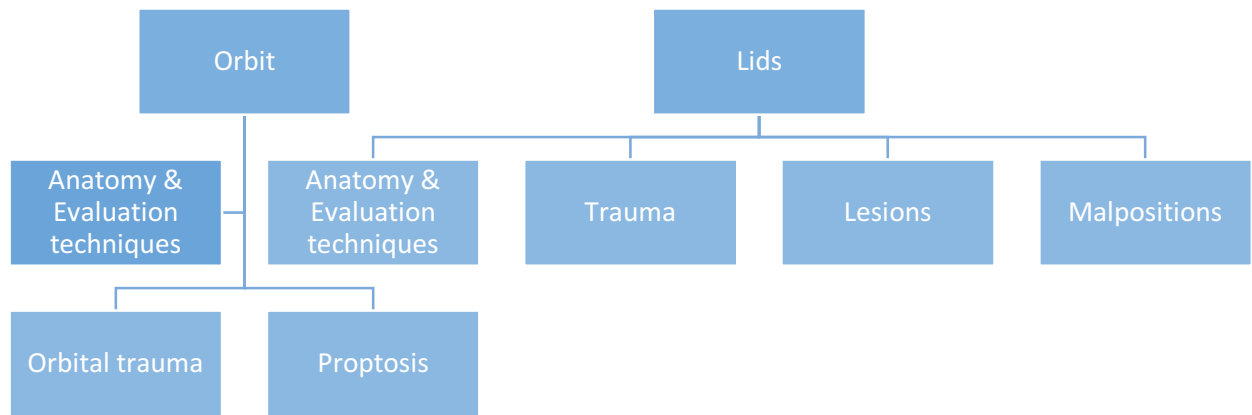 Orbit
Lids
Anatomy &
Evaluation
techniques
Anatomy &
Evaluation
techniques
Trauma
Lesions
Malpositions
Orbital trauma
Proptosis